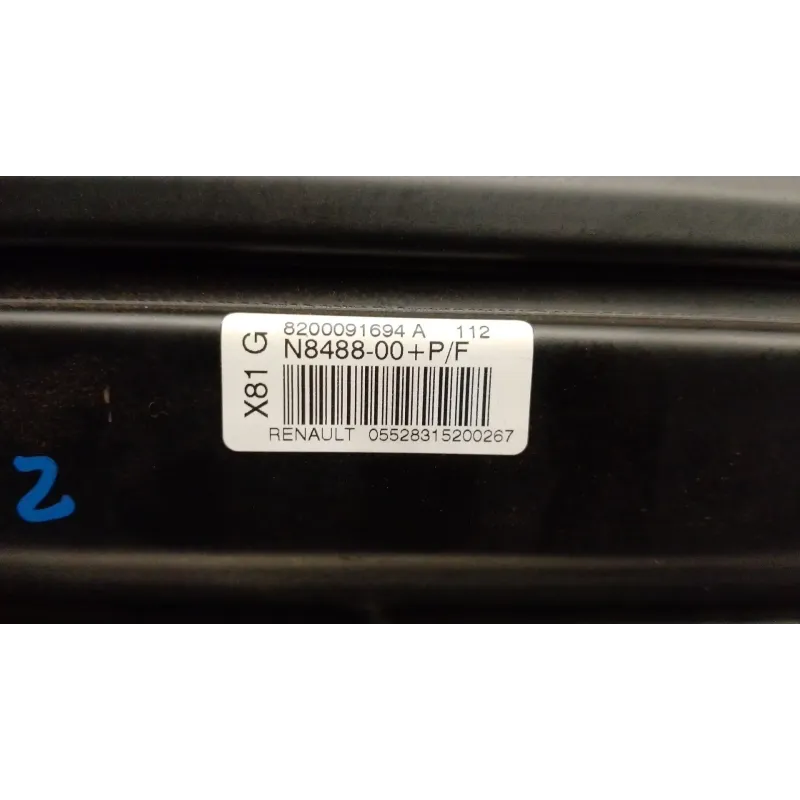 8200091694 A 112
N8488-00+P/F
X81 G
RENAULT 05528315200267
2